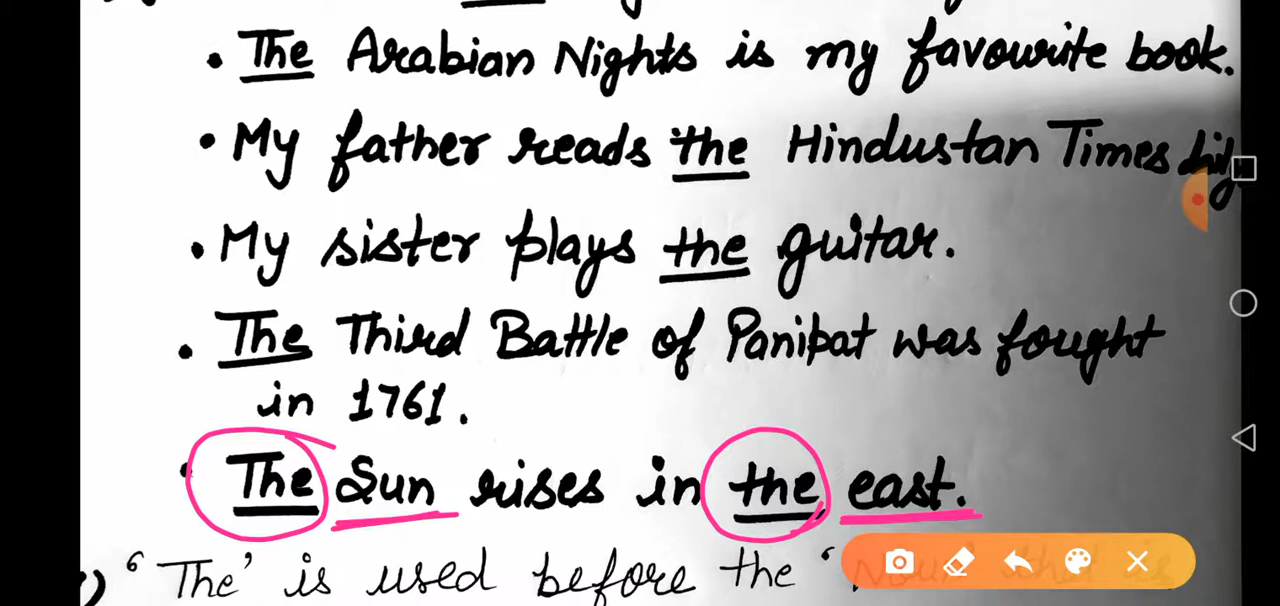 • The Arabian Nights is my favourite book.
• My father reads the Hindustan Times
• My sister plays the guitar.
• The Third Battle of Panipat was fought
in 1761.
• The Sun rises in the east.
) ‘The’ is used before the ‘